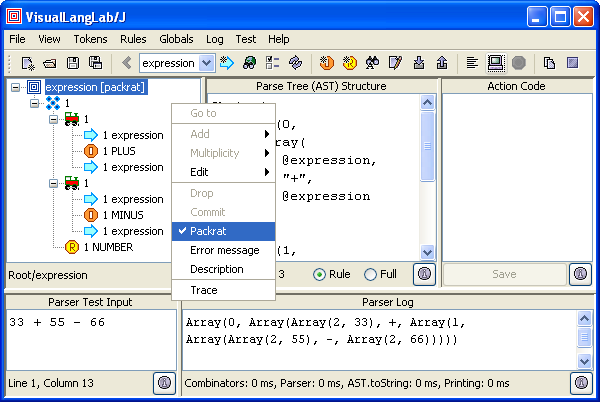 VisualLangLab/J
File View Tokens Rules Globals Log Test Help
expression
expression [packrat]
1
1
1 expression
1 PLUS
1 expression
1
1 expression
1 MINUS
1 expression
R 1 NUMBER
Root/expression
Go to
Add
Multiplicity
Edit
Drop
Commit
Packrat
Error message
Description
Trace
Parse Tree (AST) Structure
(0,
Array(
@expression,
"+",
@expression
(1,
3 Rule Full
Action Code
Save
Parser Test Input
33 + 55 - 66
Line 1, Column 13
Parser Log
Array(0, Array(Array(2, 33), +, Array(1,
Array(Array(2, 55), -, Array(2, 66)))))
Combinators: 0 ms, Parser: 0 ms, AST.toString: 0 ms, Printing: 0 ms